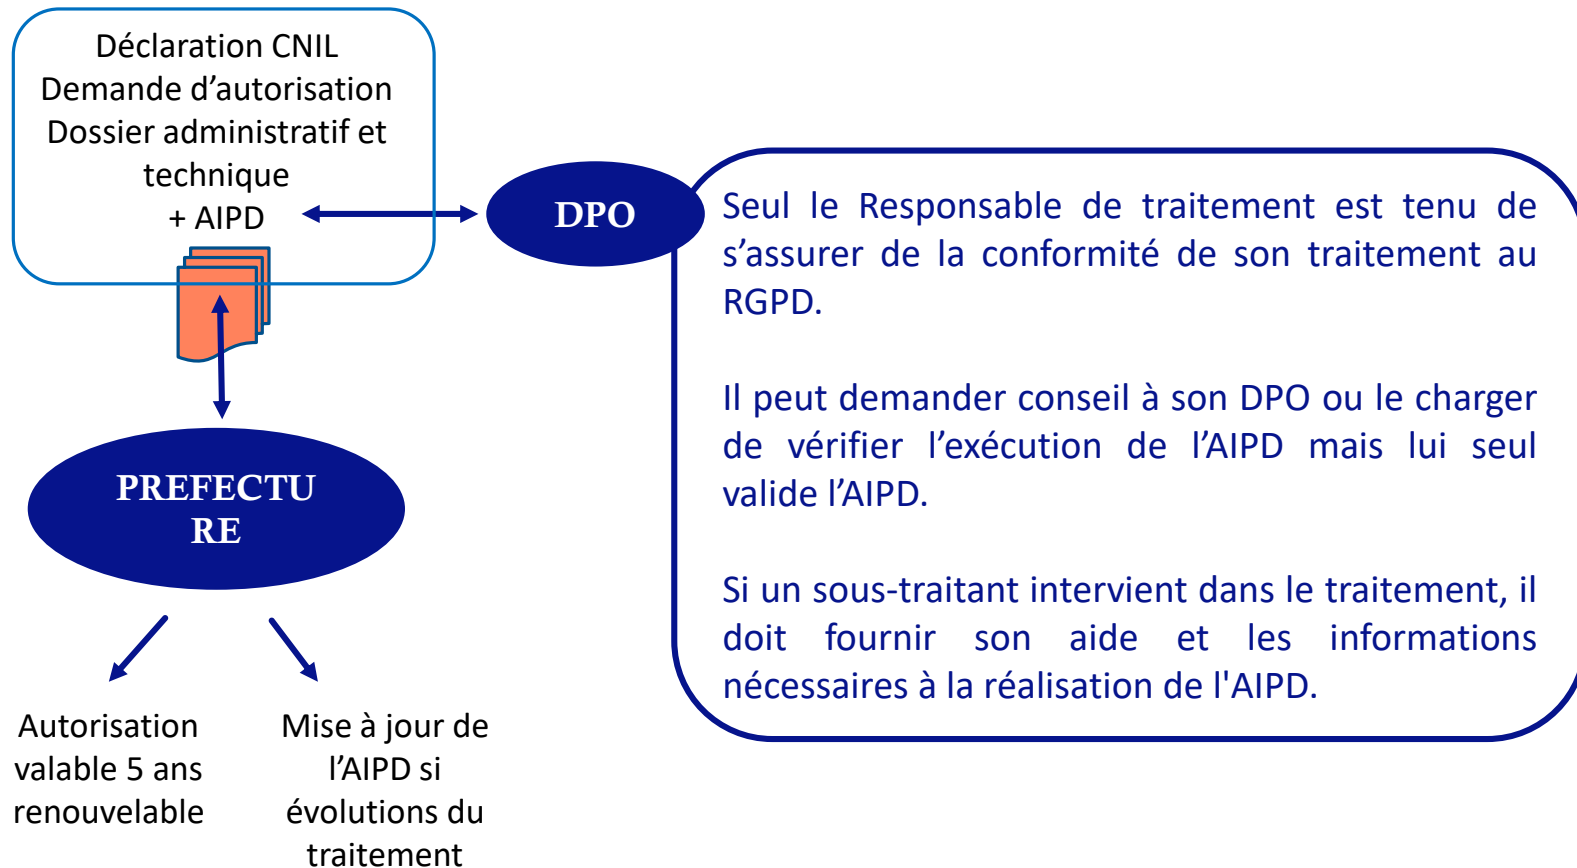 Déclaration CNIL
Demande d’autorisation
Dossier administratif et
technique
+ AIPD
DPO
Seul le Responsable de traitement est tenu de
s’assurer de la conformité de son traitement au
RGPD.
Il peut demander conseil à son DPO ou le charger
de vérifier l’exécution de l’AIPD mais lui seul
valide l’AIPD.
Si un sous-traitant intervient dans le traitement, il
doit fournir son aide et les informations
nécessaires à la réalisation de l'AIPD.
PREFECTU
RE
Autorisation
valable 5 ans
renouvelable
Mise à jour de
l’AIPD si
évolutions du
traitement